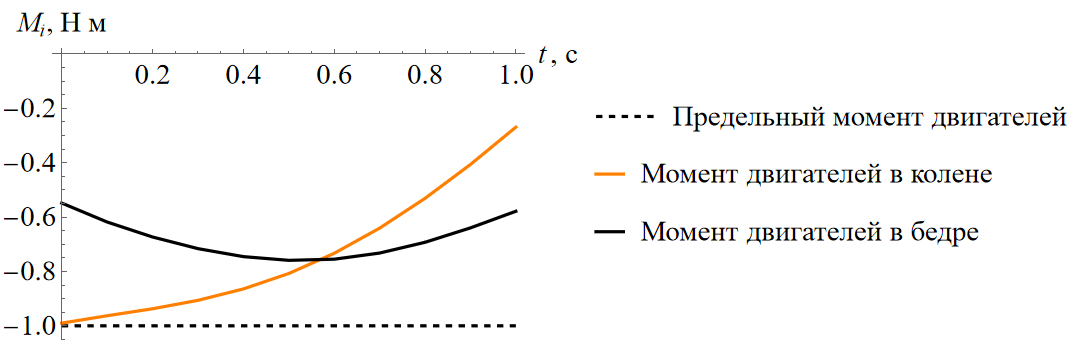 Mᵢ, Н м
t, с
0.2 0.4 0.6 0.8 1.0
−0.2
−0.4
−0.6
−0.8
−1.0
Предельный момент двигателей
Момент двигателей в колене
Момент двигателей в бедре